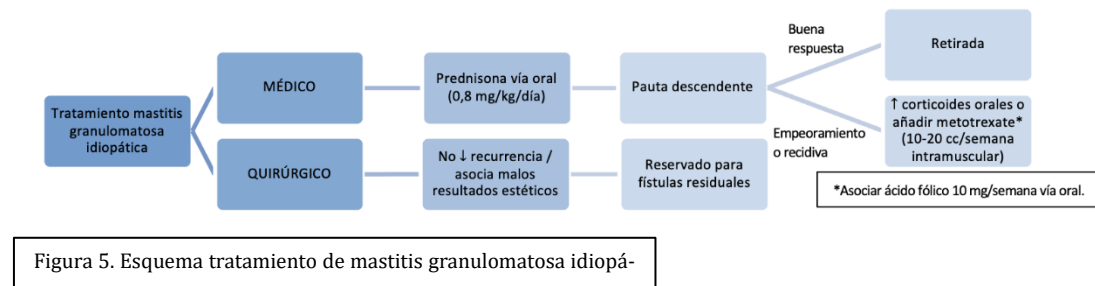 Tratamiento mastitis
granulomatosa
idiopática
MÉDICO
Prednisona vía oral
(0,8 mg/kg/día)
Pauta descendente
Buena
respuesta
Retirada
Empeoramiento
o recidiva
↑ corticoides orales o
añadir metotrexate*
(10-20 cc/semana
intramuscular)
QUIRÚRGICO
No ↓ recurrencia /
asocia malos
resultados estéticos
Reservado para
fístulas residuales
*Asociar ácido fólico 10 mg/semana vía oral.
Figura 5. Esquema tratamiento de mastitis granulomatosa idiopá-